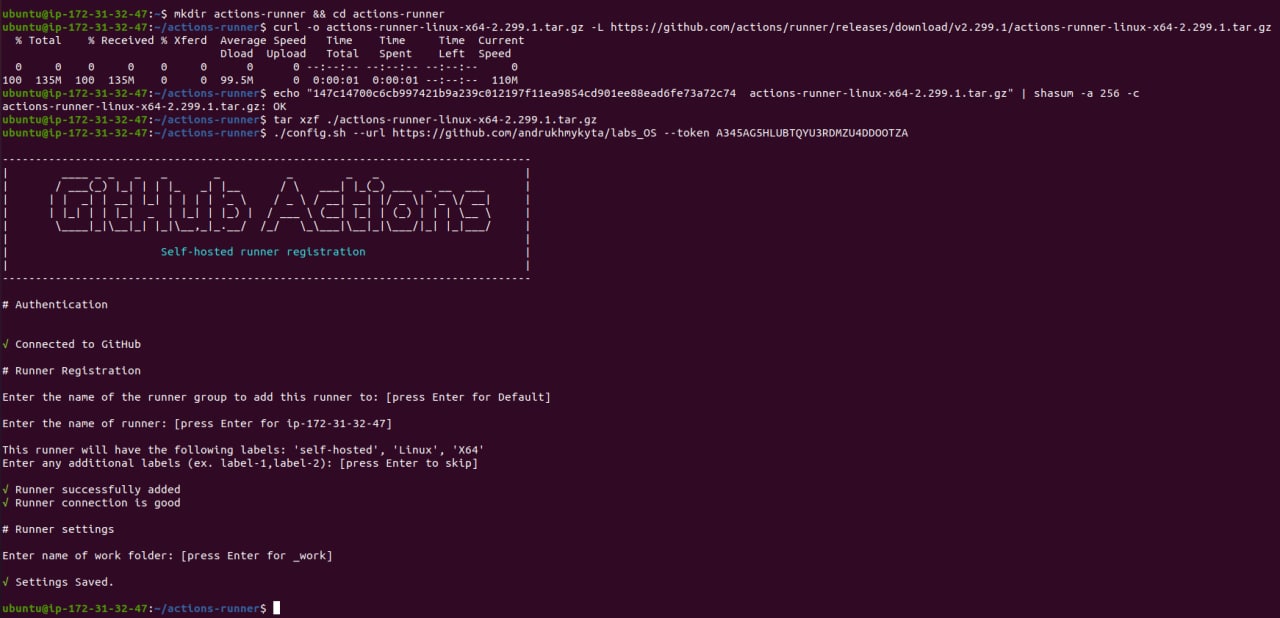 ubuntu@ip-172-31-32-47:~$ mkdir actions-runner && cd actions-runner
ubuntu@ip-172-31-32-47:~/actions-runner$ curl -o actions-runner-linux-x64-2.299.1.tar.gz -L https://github.com/actions/runner/releases/download/v2.299.1/actions-runner-linux-x64-2.299.1.tar.gz
% Total % Received % Xferd Average Speed Time Time Time Current
Dload Upload Total Spent Left Speed
0 0 0 0 0 0 0 0 --:--:-- --:--:-- --:--:-- 0
100 135M 100 135M 0 0 99.5M 0 0:00:01 0:00:01 --:--:-- 110M
ubuntu@ip-172-31-32-47:~/actions-runner$ echo "147c14700c6cb997421b9a239c012197f11ea9854cd901ee88ead6fe73a72c74  actions-runner-linux-x64-2.299.1.tar.gz" | shasum -a 256 -c
actions-runner-linux-x64-2.299.1.tar.gz: OK
ubuntu@ip-172-31-32-47:~/actions-runner$ tar xzf ./actions-runner-linux-x64-2.299.1.tar.gz
ubuntu@ip-172-31-32-47:~/actions-runner$ ./config.sh --url https://github.com/andrukhmykyta/labs_OS --token A345AG5HLUBTQYU3RDMZU4DDOOTZA
GitHub Actions
Self-hosted runner registration
# Authentication
√ Connected to GitHub
# Runner Registration
Enter the name of the runner group to add this runner to: [press Enter for Default]
Enter the name of runner: [press Enter for ip-172-31-32-47]
This runner will have the following labels: 'self-hosted', 'Linux', 'X64'
Enter any additional labels (ex. label-1,label-2): [press Enter to skip]
√ Runner successfully added
√ Runner connection is good
# Runner settings
Enter name of work folder: [press Enter for _work]
√ Settings Saved.
ubuntu@ip-172-31-32-47:~/actions-runner$